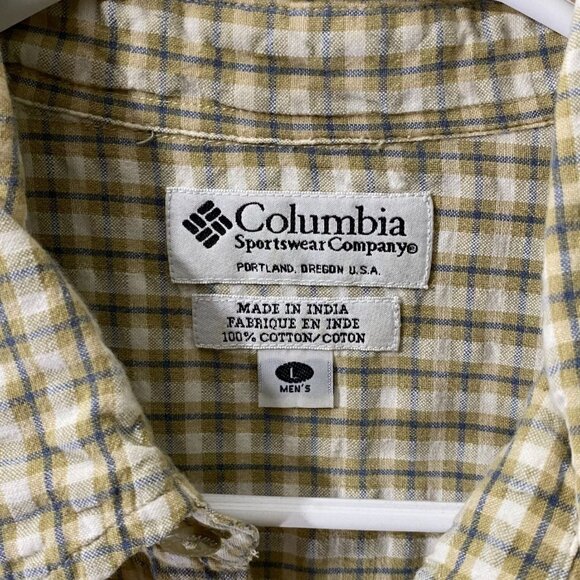 Columbia
Sportswear Company®
PORTLAND, OREGON U.S.A.
MADE IN INDIA
FABRIQUE EN INDE
100% COTTON/COTON
L
MEN'S